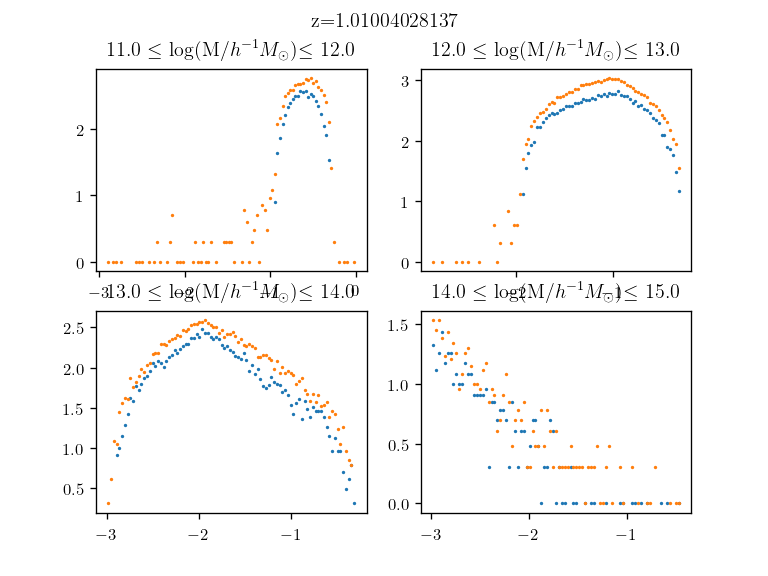 z=1.01004028137
11.0 ≤ log(M/h⁻¹M⊙)≤ 12.0
12.0 ≤ log(M/h⁻¹M⊙)≤ 13.0
2
1
0
3
2
1
0
−3 −2 −1 0
−2 −1
13.0 ≤ log(M/h⁻¹M⊙)≤ 14.0
14.0 ≤ log(M/h⁻¹M⊙)≤ 15.0
2.5
2.0
1.5
1.0
0.5
1.5
1.0
0.5
0.0
−3 −2 −1
−3 −2 −1